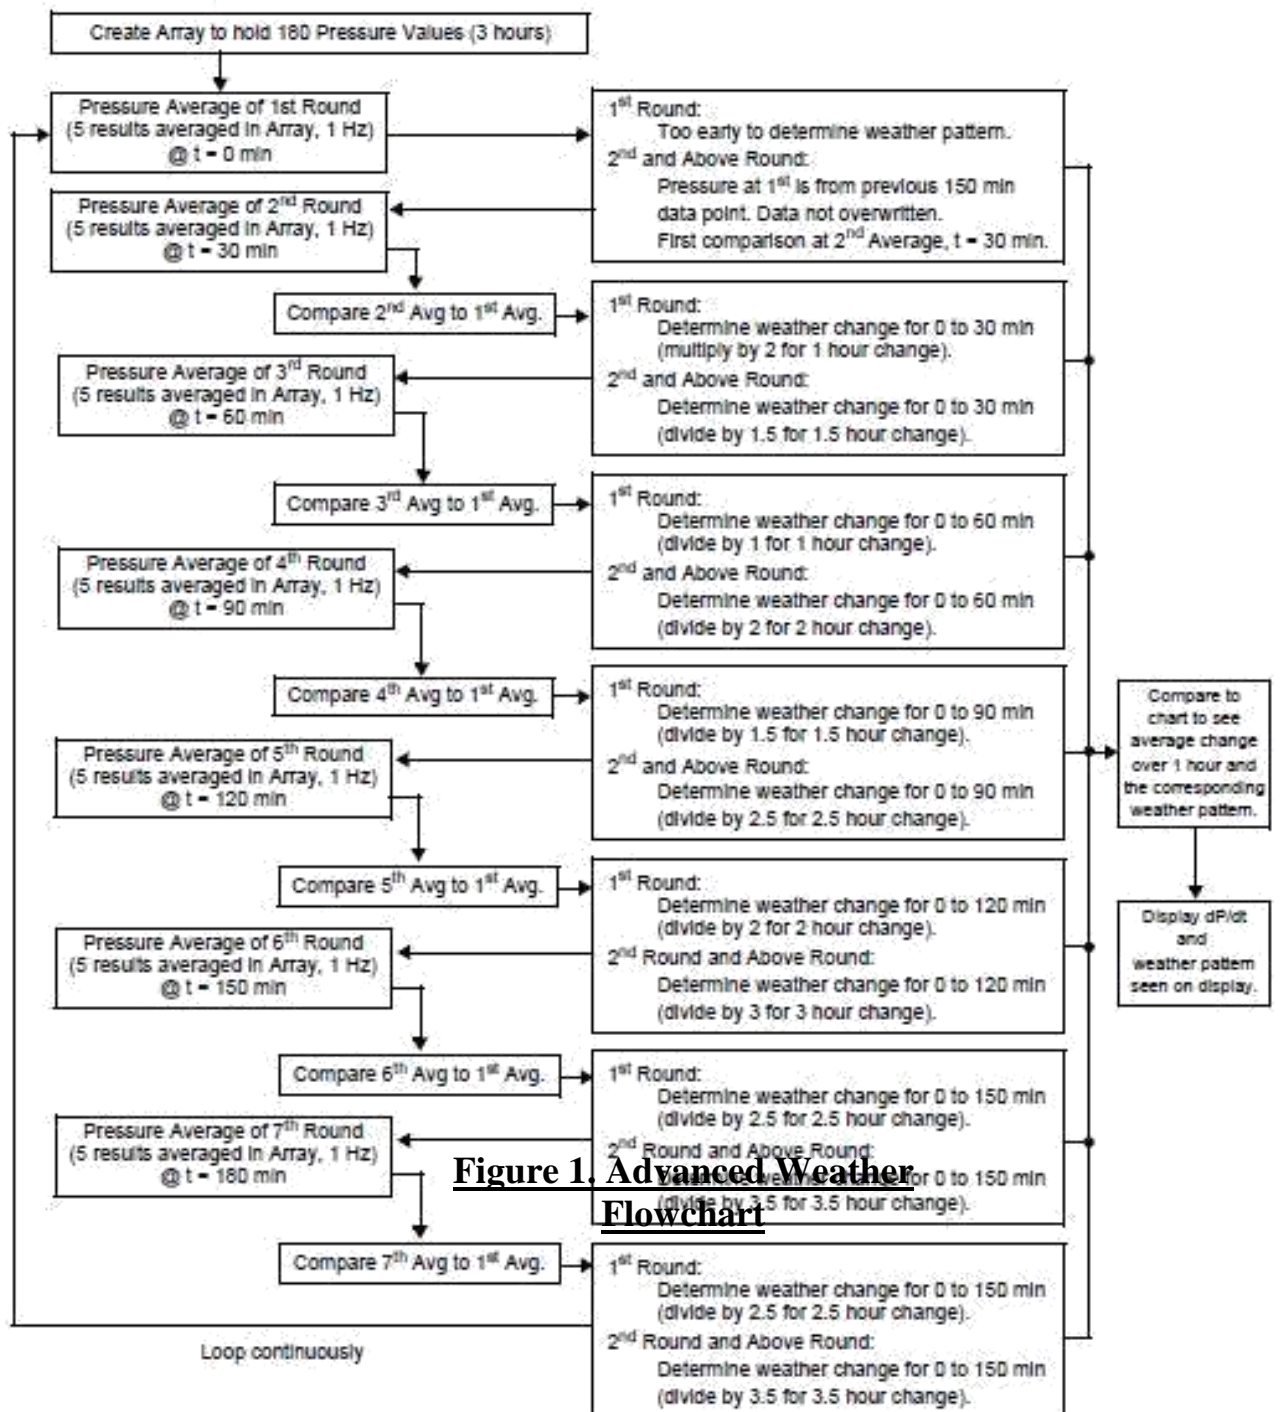 Create Array to hold 180 Pressure Values (3 hours)
Pressure Average of 1st Round
(5 results averaged in Array, 1 Hz)
@ t = 0 min
1st Round:
Too early to determine weather pattern.
2nd and Above Round:
Pressure at 1st is from previous 150 min
data point. Data not overwritten.
First comparison at 2nd Average, t = 30 min.
Pressure Average of 2nd Round
(5 results averaged in Array, 1 Hz)
@ t = 30 min
Compare 2nd Avg to 1st Avg.
1st Round:
Determine weather change for 0 to 30 min
(multiply by 2 for 1 hour change).
2nd and Above Round:
Determine weather change for 0 to 30 min
(divide by 1.5 for 1.5 hour change).
Pressure Average of 3rd Round
(5 results averaged in Array, 1 Hz)
@ t = 60 min
Compare 3rd Avg to 1st Avg.
1st Round:
Determine weather change for 0 to 60 min
(divide by 1 for 1 hour change).
2nd and Above Round:
Determine weather change for 0 to 60 min
(divide by 2 for 2 hour change).
Pressure Average of 4th Round
(5 results averaged in Array, 1 Hz)
@ t = 90 min
Compare 4th Avg to 1st Avg.
1st Round:
Determine weather change for 0 to 90 min
(divide by 1.5 for 1.5 hour change).
2nd and Above Round:
Determine weather change for 0 to 90 min
(divide by 2.5 for 2.5 hour change).
Pressure Average of 5th Round
(5 results averaged in Array, 1 Hz)
@ t = 120 min
Compare 5th Avg to 1st Avg.
1st Round:
Determine weather change for 0 to 120 min
(divide by 2 for 2 hour change).
2nd Round and Above Round:
Determine weather change for 0 to 120 min
(divide by 3 for 3 hour change).
Pressure Average of 6th Round
(5 results averaged in Array, 1 Hz)
@ t = 150 min
Compare 6th Avg to 1st Avg.
1st Round:
Determine weather change for 0 to 150 min
(divide by 2.5 for 2.5 hour change).
2nd Round and Above Round:
Determine weather change for 0 to 150 min
(divide by 3.5 for 3.5 hour change).
Pressure Average of 7th Round
(5 results averaged in Array, 1 Hz)
@ t = 180 min
Figure 1. Advanced Weather
Flowchart
Compare 7th Avg to 1st Avg.
1st Round:
Determine weather change for 0 to 150 min
(divide by 2.5 for 2.5 hour change).
2nd Round and Above Round:
Determine weather change for 0 to 150 min
(divide by 3.5 for 3.5 hour change).
Loop continuously
Compare to
chart to see
average change
over 1 hour and
the corresponding
weather pattern.
Display dP/dt
and
weather pattern
seen on display.